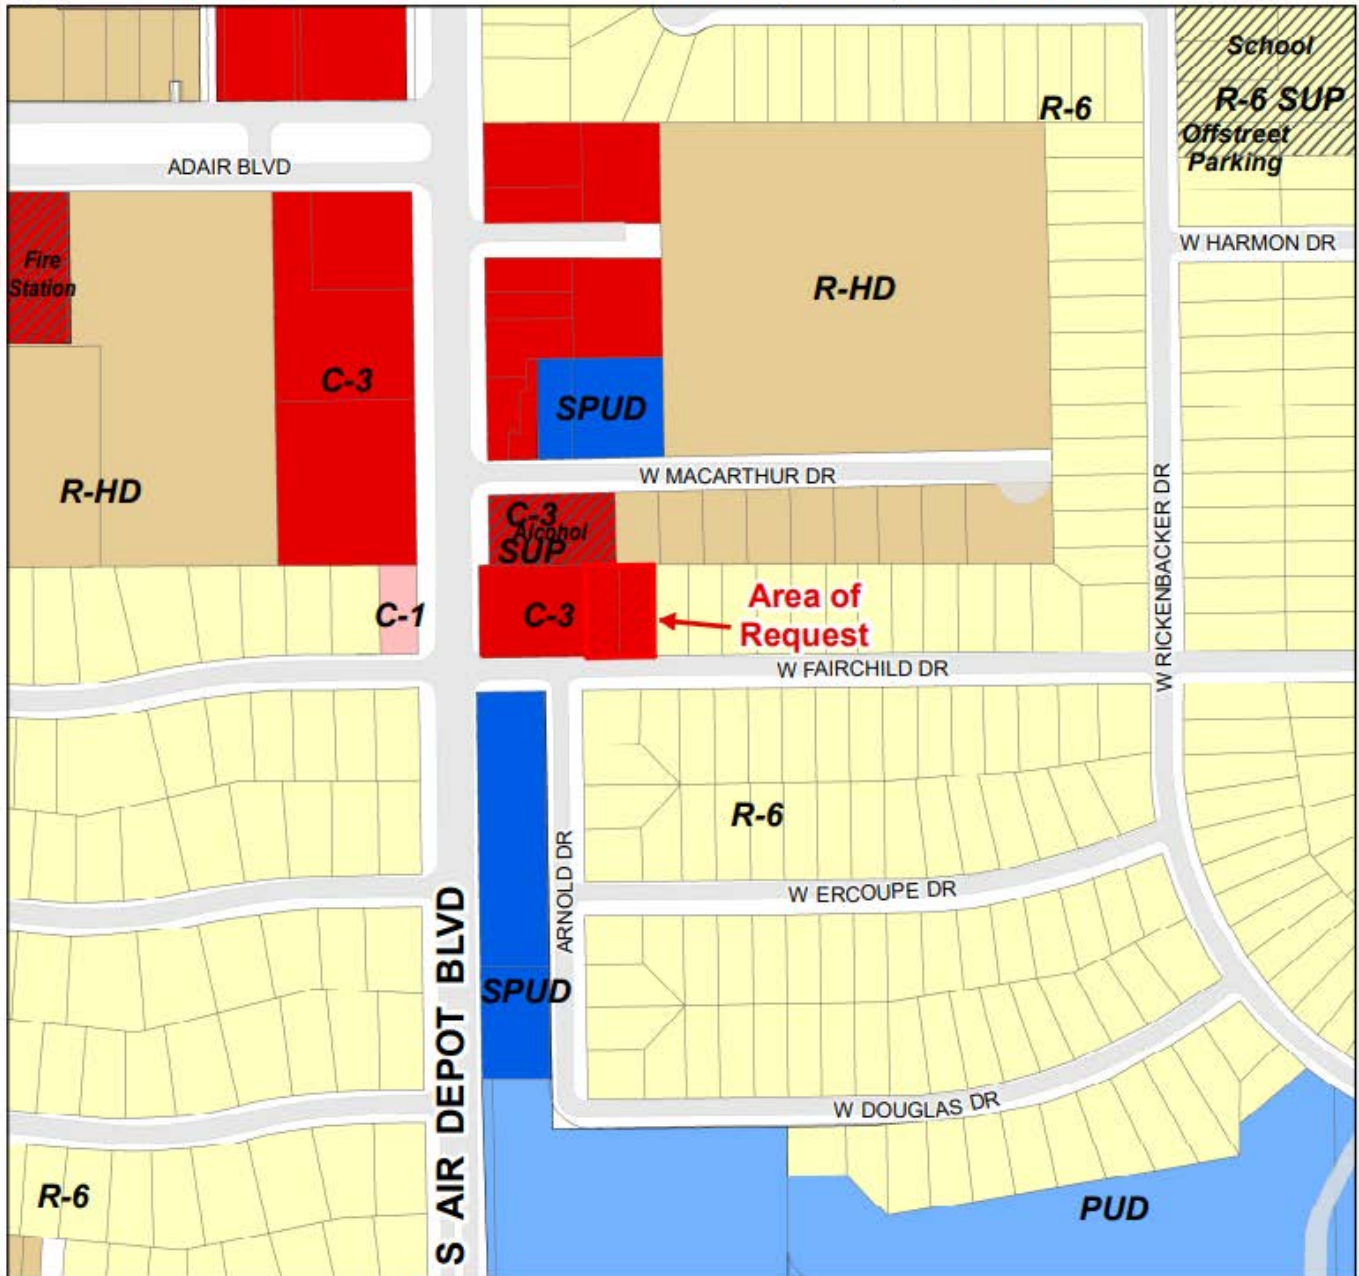 School
R-6 SUP
Offstreet
Parking
R-6
ADAIR BLVD
W HARMON DR
Fire
Station
R-HD
C-3
SPUD
W MACARTHUR DR
R-HD
C-3
Alcohol
SUP
C-1
C-3
Area of
Request
W RICKENBACKER DR
W FAIRCHILD DR
R-6
ARNOLD DR
W ERCOUPE DR
S AIR DEPOT BLVD
SPUD
W DOUGLAS DR
R-6
PUD